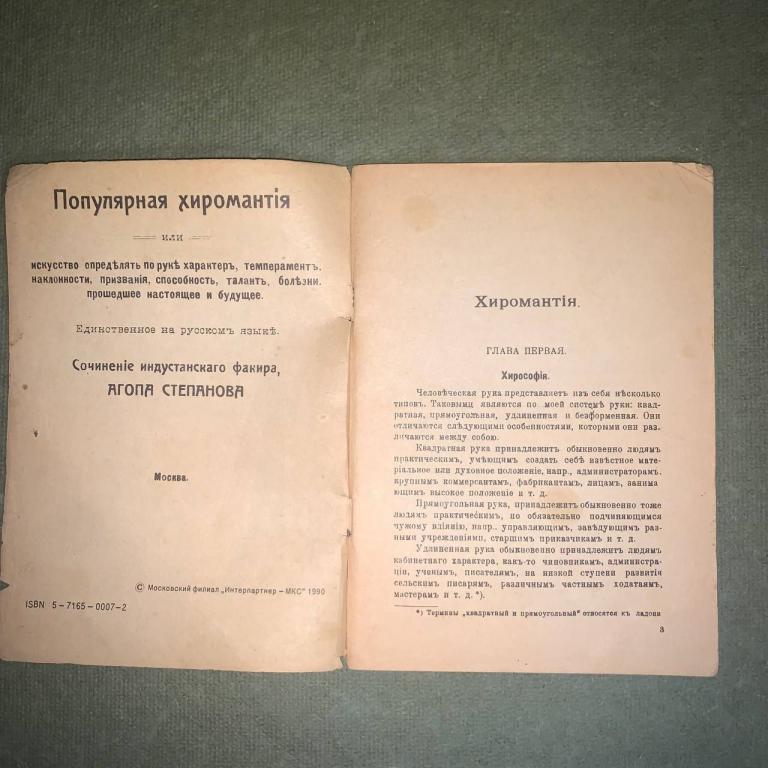 Популярная хиромантія
или
искусство опредѣлять по рукѣ характеръ, темпераментъ.
наклонности, призванія, способность, талантъ, болѣзни.
прошедшее настоящее и будущее.
Единственное на русскомъ языкѣ.
Сочиненіе индустанскаго факира,
АГОПА СТЕПАНОВА
Москва.
© Московский филиал „Интерпартнер – МКС" 1990
ISBN 5-7165-0007-2
Хиромантія.
ГЛАВА ПЕРВАЯ.
Хирософія.
Человѣческая рука представляетъ изъ себя нѣсколько
типовъ. Таковыми являются по моей системѣ руки: квад-
ратная, прямоугольная, удлиненная и безформенная. Они
отличаются слѣдующими особенностями, которыми они раз
личаются между собою.
Квадратная рука принадлежитъ обыкновенно людямъ
практическимъ, умѣющимъ создать себѣ извѣстное мате-
ріальное или духовное положеніе, напр., администраторамъ.
крупнымъ коммерсантамъ, фабрикантамъ, лицамъ, занима
ющимъ высокое положеніе и т. д.
Прямоугольная рука, принадлежитъ обыкновенно тоже
людямъ практическимъ, но обязательно подчиняющимся
чужому вліянію, напр.. управляющимъ, завѣдующимъ раз-
ными учрежденіями, старшимъ приказчикамъ и т. д.
Удлиненная рука обыкновенно принадлежитъ людямъ
кабинетнаго характера, какъ-то чиновникамъ, администра-
ціи, ученымъ, писателямъ, на низкой ступени развитія
сельскимъ писарямъ, различнымъ частнымъ ходатаямъ,
мастерамъ и т. д.*).
*) Термины „квадратный и прямоугольный" относятся къ ладони
3